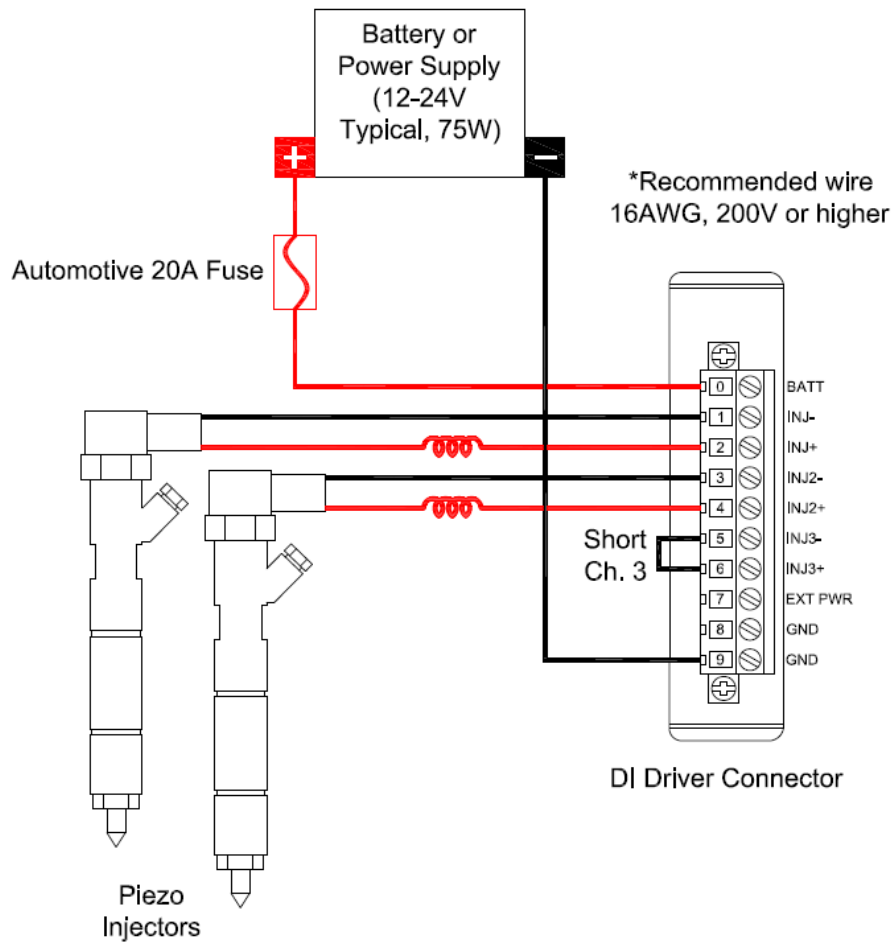 Battery or
Power Supply
(12-24V
Typical, 75W)
+
-
*Recommended wire
16AWG, 200V or higher
Automotive 20A Fuse
0 BATT
1 INJ-
2 INJ+
3 INJ2-
4 INJ2+
Short
Ch. 3
5 INJ3-
6 INJ3+
7 EXT PWR
8 GND
9 GND
DI Driver Connector
Piezo
Injectors